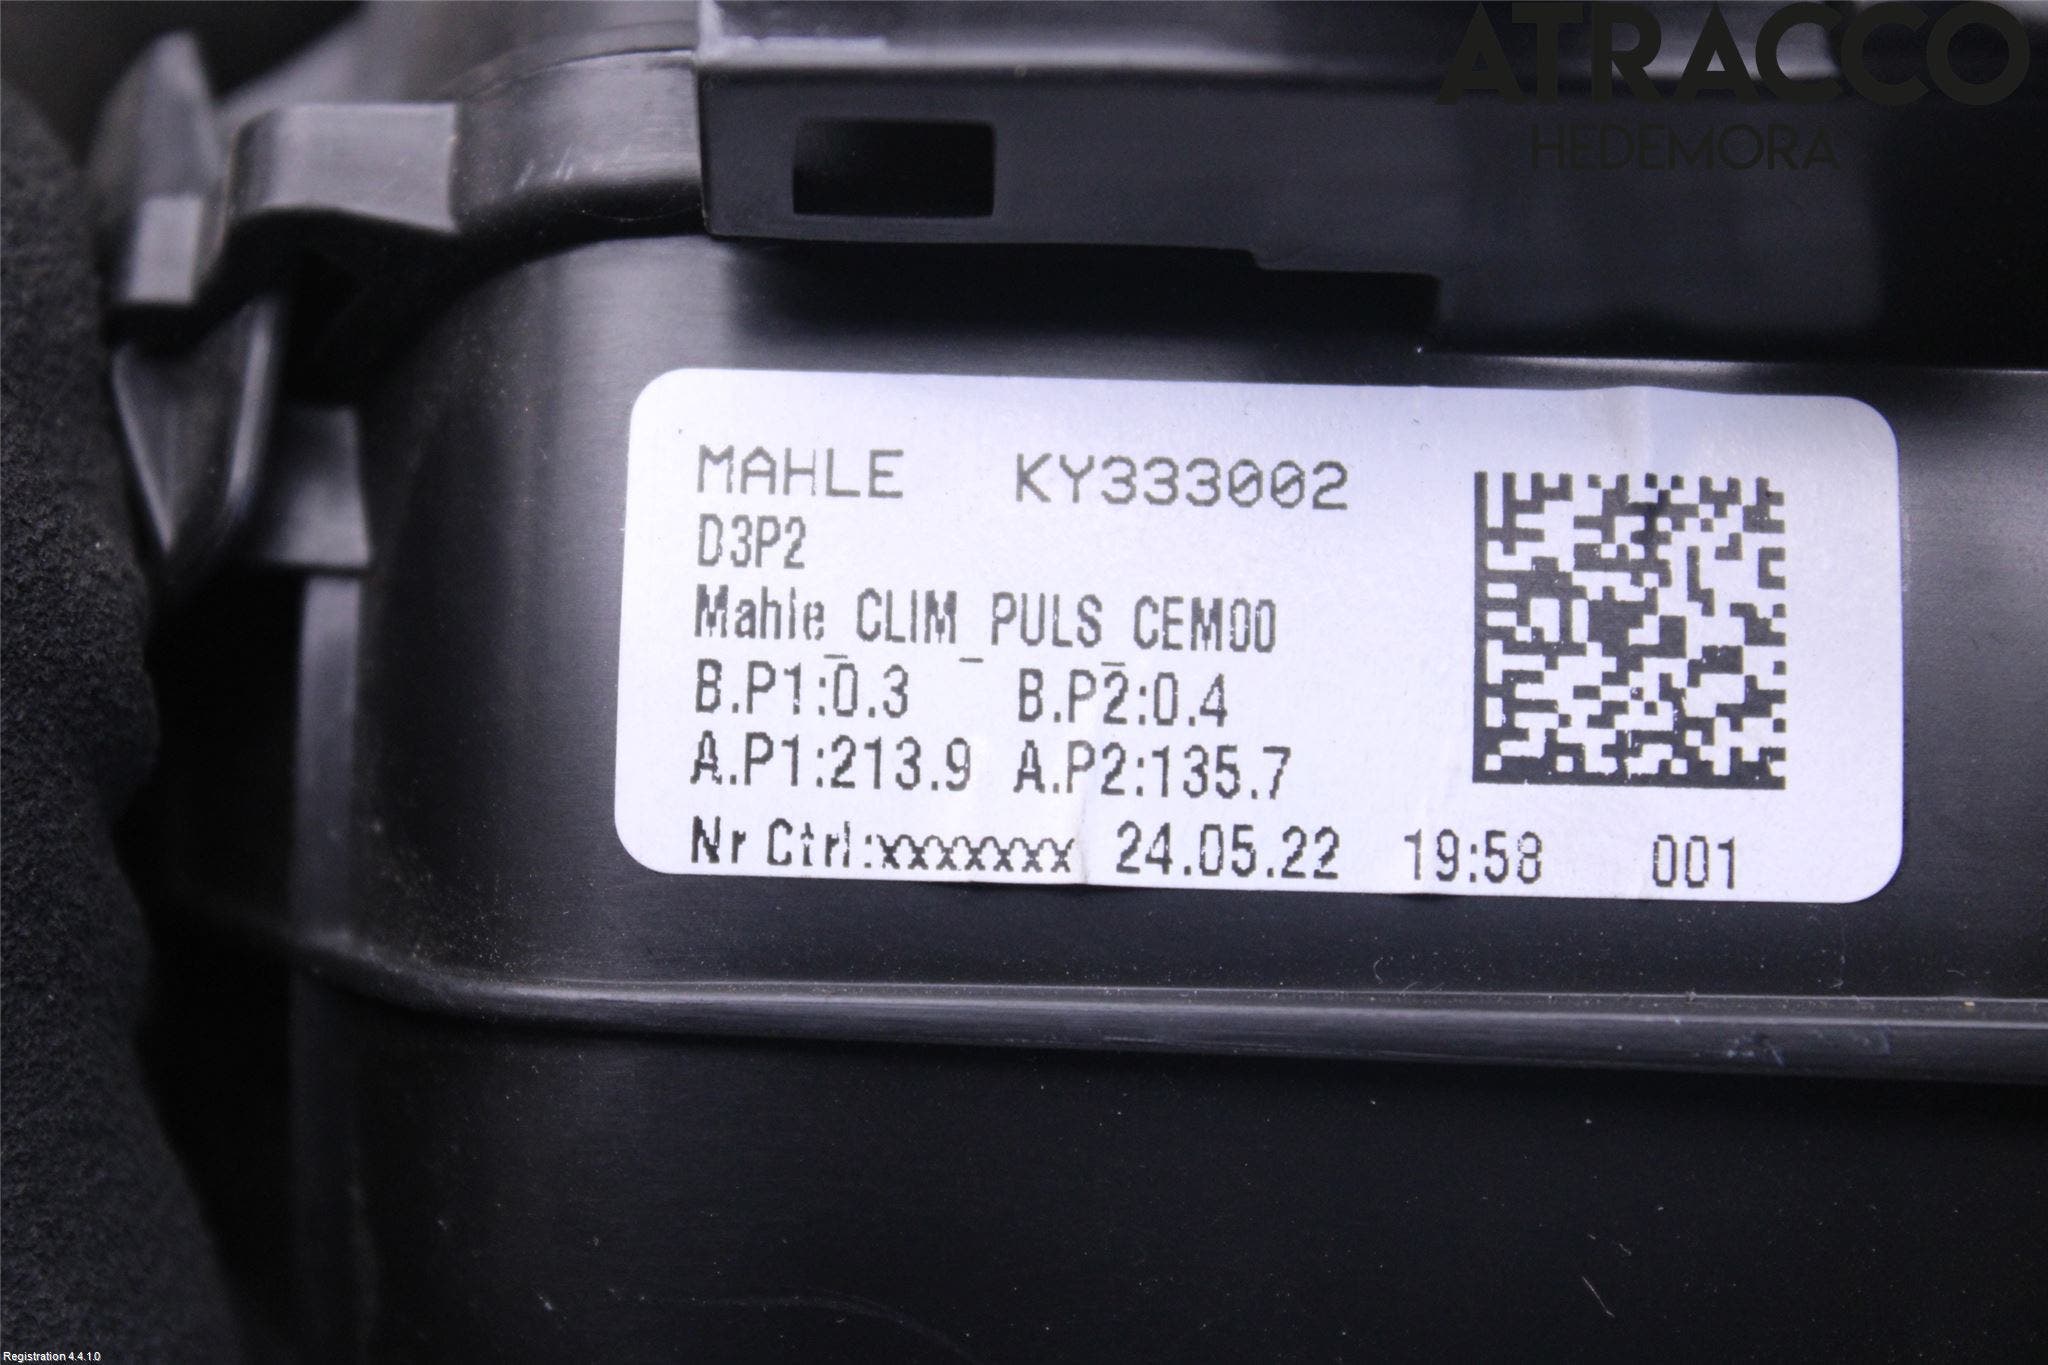 ATRACCO
HEDEMORA
MAHLE KY333002
D3P2
Mahle_CLIM_PULS_CEM00
B.P1:0.3 B.P2:0.4
A.P1:213.9 A.P2:135.7
Nr Ctrl:xxxxxxx 24.05.22 19:58 001
Registration 4.4.1.0